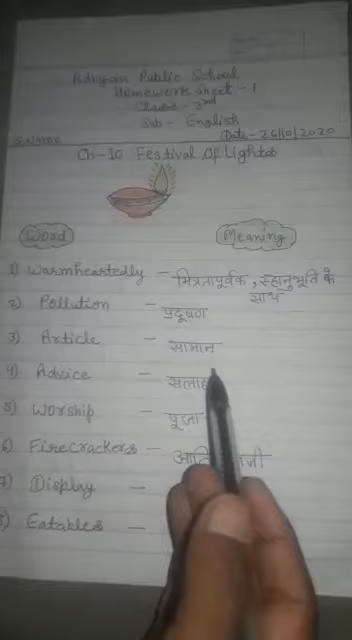 Adhyan Public School
Homework Sheet - 1
Class - 3rd
Sub - English
Date - 26/10/2020
Ch-10 Festival Of Lights
Word Meaning
1) Warmheartedly - मित्रतापूर्वक, सहानुभूति के साथ
2) Pollution - प्रदूषण
3) Article - सामान
4) Advice - सलाह
5) Worship - पूजा
6) Firecrackers -
7) Display -
8) Eatables -